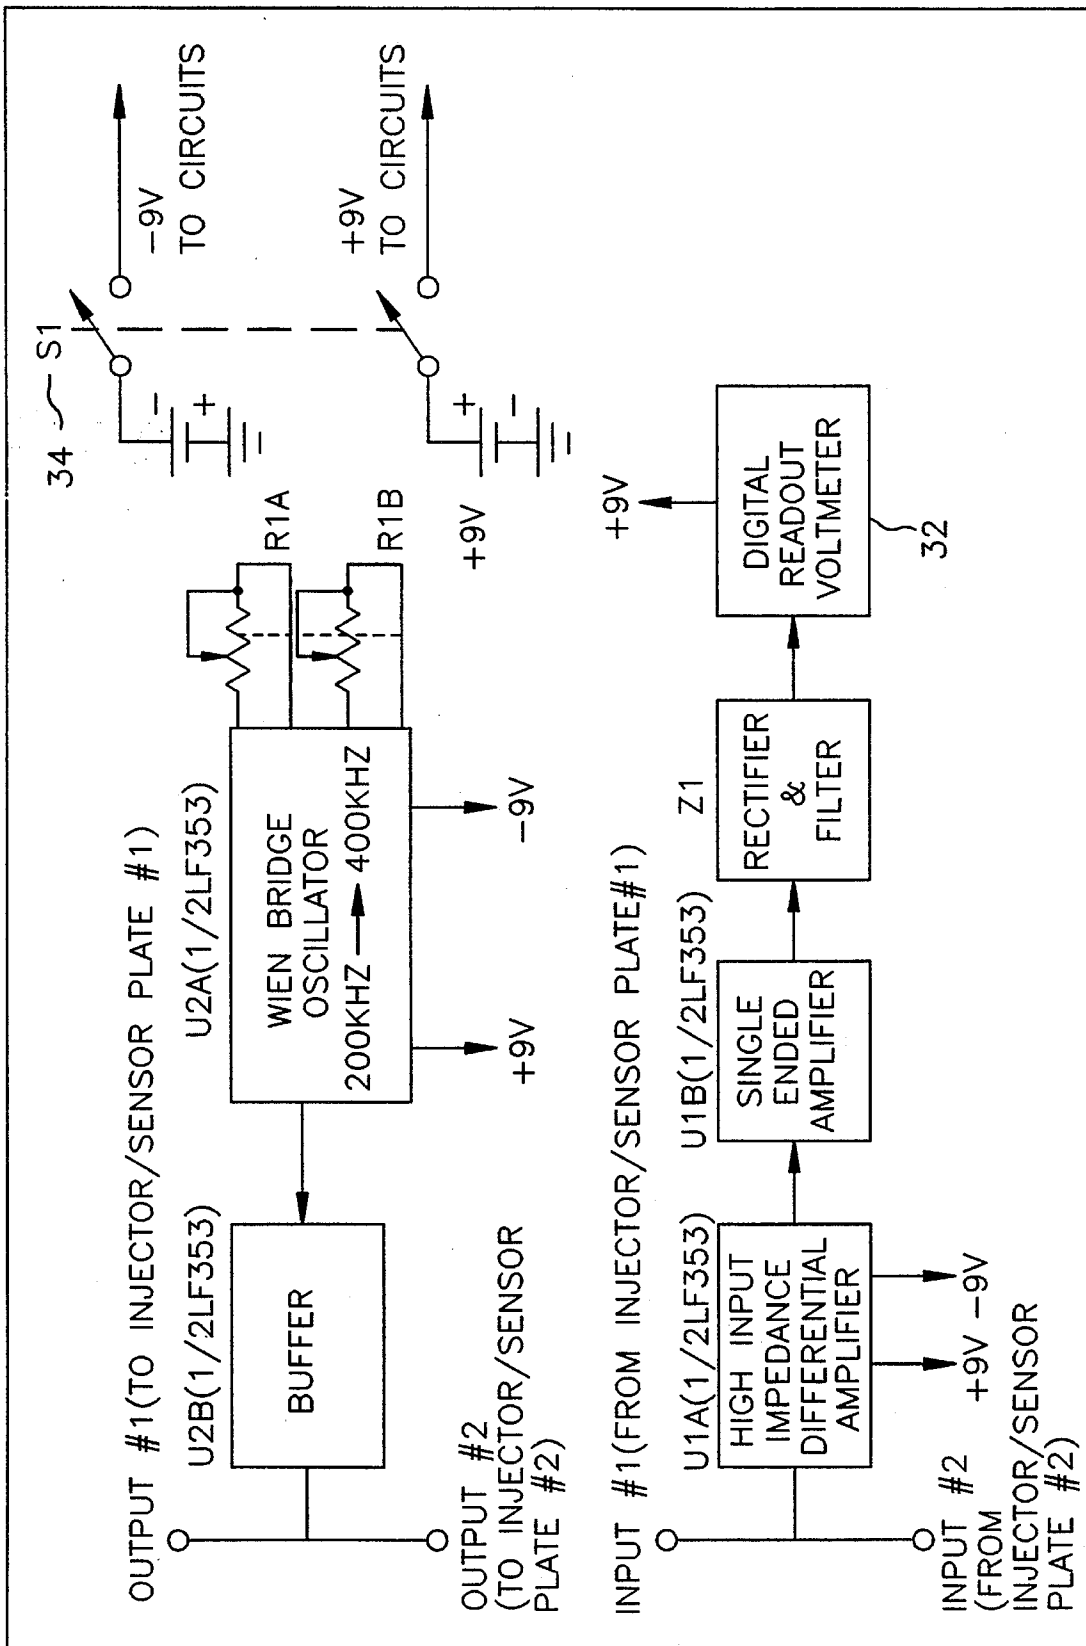 OUTPUT #1(TO INJECTOR/SENSOR PLATE #1)
U2B(1/2LF353)
BUFFER
OUTPUT #2
(TO INJECTOR/SENSOR
PLATE #2)
U2A(1/2LF353)
WIEN BRIDGE
OSCILLATOR
200KHZ 400KHZ
+9V
-9V
R1A
R1B
34
S1
-
+
-9V
TO CIRCUITS
+9V
+
-
+9V
TO CIRCUITS
INPUT #1(FROM INJECTOR/SENSOR PLATE#1)
U1A(1/2LF353)
HIGH INPUT
IMPEDANCE
DIFFERENTIAL
AMPLIFIER
+9V -9V
INPUT #2
(FROM
INJECTOR/SENSOR
PLATE #2)
U1B(1/2LF353)
SINGLE
ENDED
AMPLIFIER
Z1
RECTIFIER
&
FILTER
+9V
DIGITAL
READOUT
VOLTMETER
32